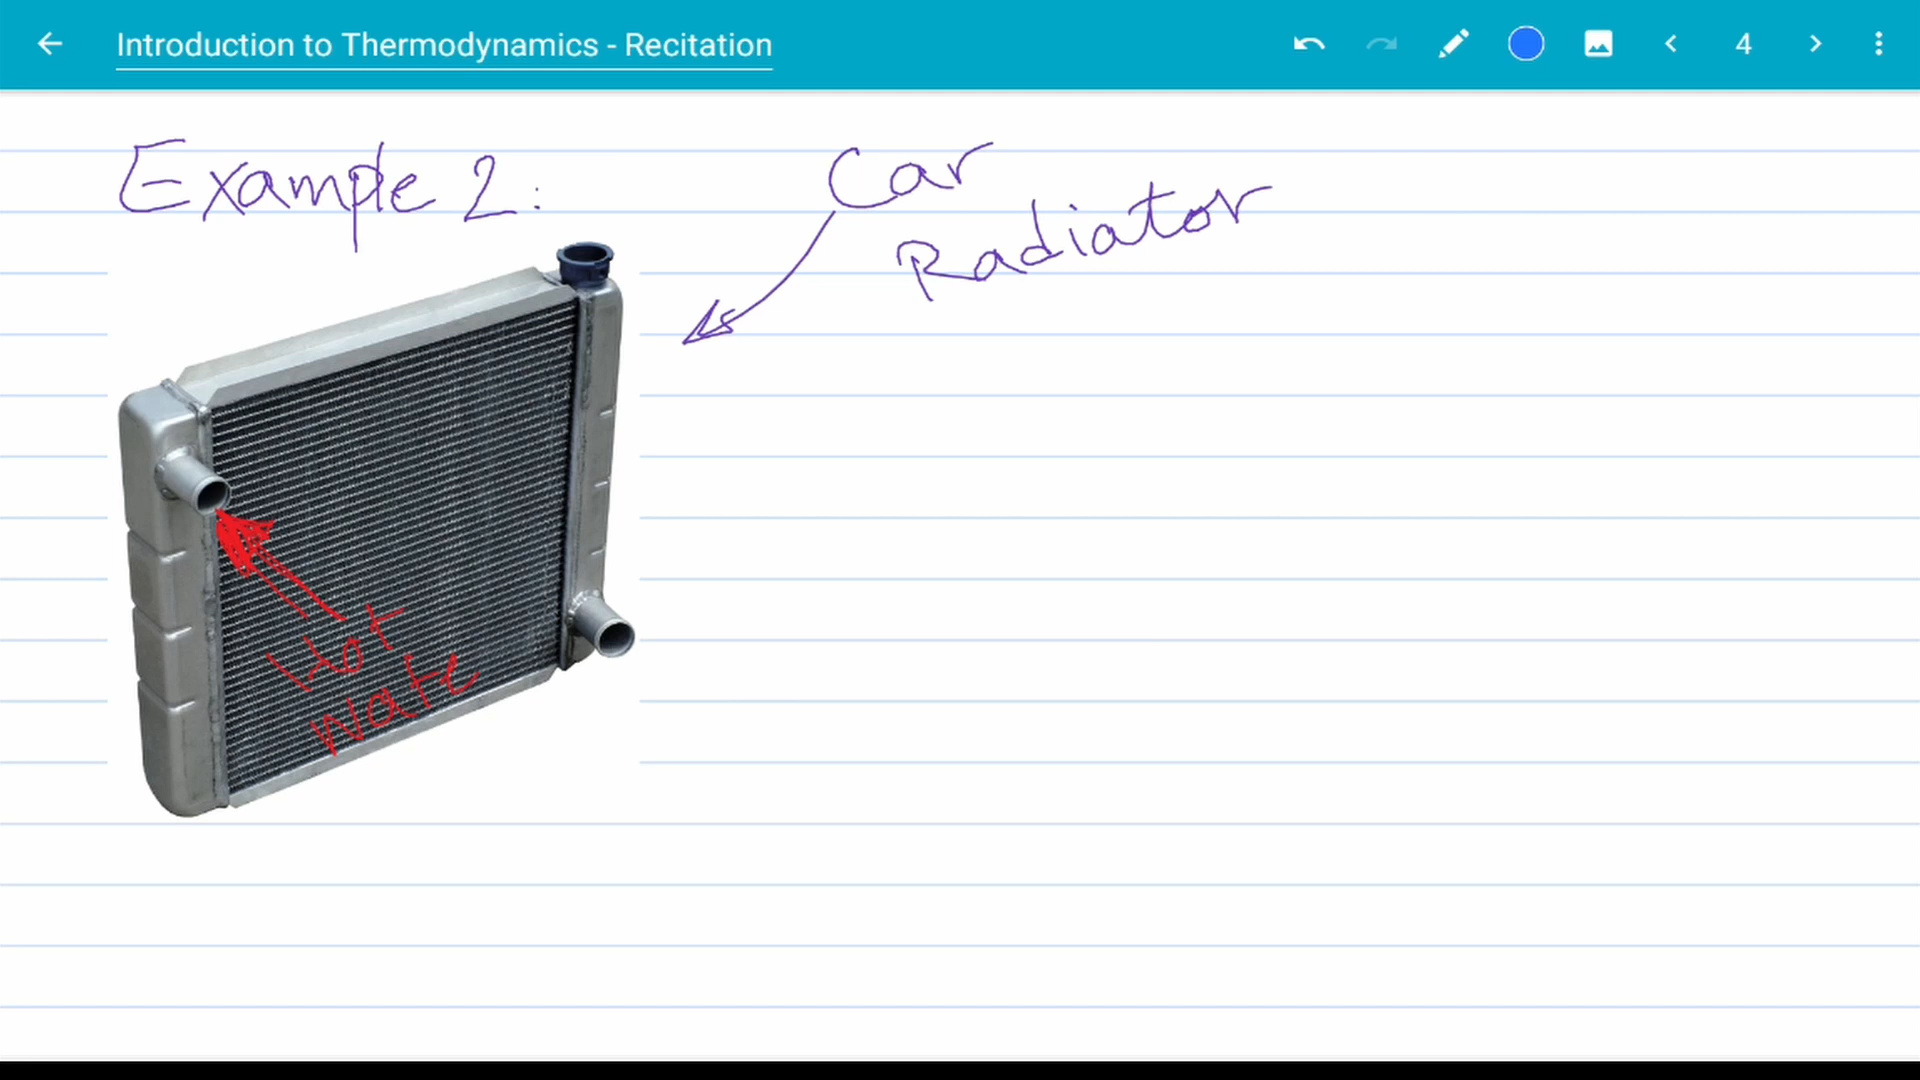 Introduction to Thermodynamics - Recitation
4
Example 2:
Car
Radiator
Hot
Wate